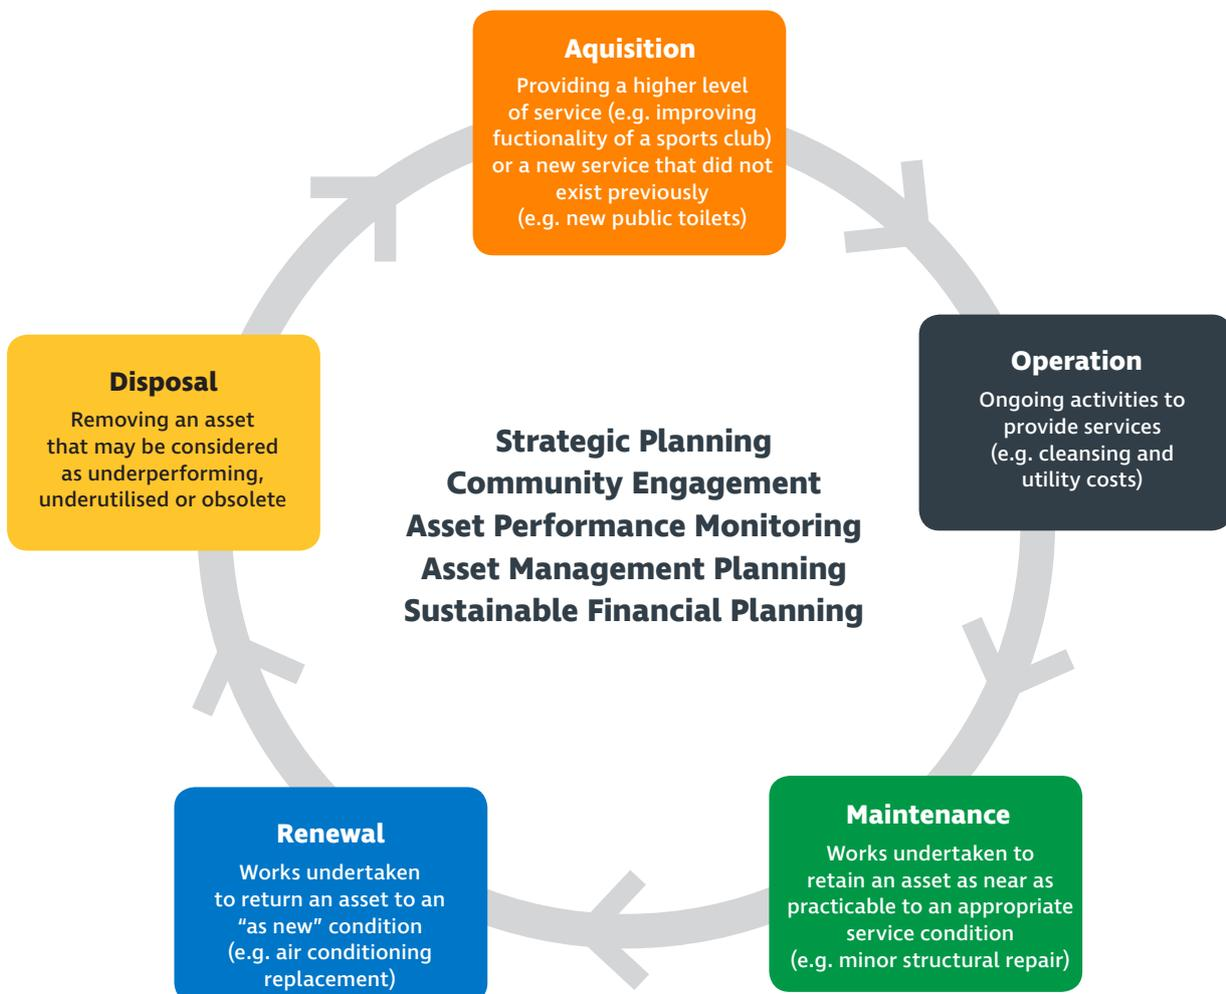 Aquisition
Providing a higher level
of service (e.g. improving
fuctionality of a sports club)
or a new service that did not
exist previously
(e.g. new public toilets)
Operation
Ongoing activities to
provide services
(e.g. cleansing and
utility costs)
Maintenance
Works undertaken to
retain an asset as near as
practicable to an appropriate
service condition
(e.g. minor structural repair)
Renewal
Works undertaken
to return an asset to an
“as new” condition
(e.g. air conditioning
replacement)
Disposal
Removing an asset
that may be considered
as underperforming,
underutilised or obsolete
Strategic Planning
Community Engagement
Asset Performance Monitoring
Asset Management Planning
Sustainable Financial Planning